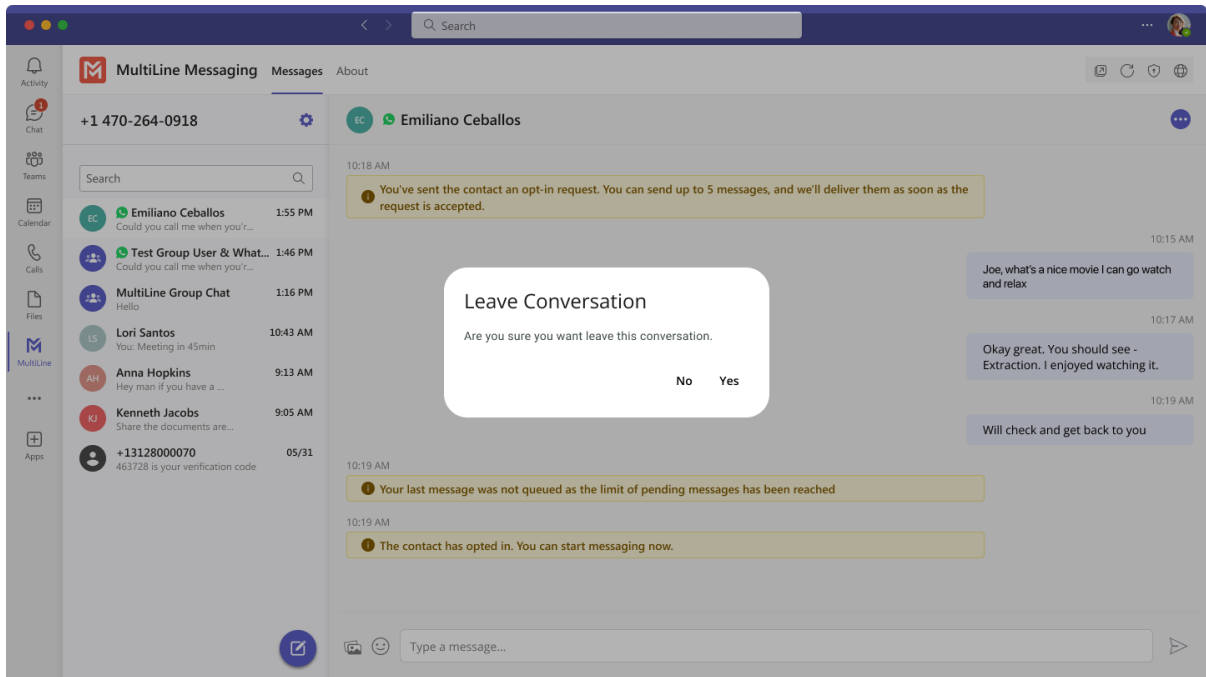 Search
Activity
1
Chat
Teams
Calendar
Calls
Files
MultiLine
Apps
MultiLine Messaging
Messages
About
+1 470-264-0918
Search
EC
Emiliano Ceballos
1:55 PM
Could you call me when you'r...
Test Group User & What...
1:46 PM
Could you call me when you'r...
MultiLine Group Chat
1:16 PM
Hello
LS
Lori Santos
10:43 AM
You: Meeting in 45min
AH
Anna Hopkins
9:13 AM
Hey man if you have a ...
KJ
Kenneth Jacobs
9:05 AM
Share the documents are...
+13128000070
05/31
463728 is your verification code
EC
Emiliano Ceballos
10:18 AM
You've sent the contact an opt-in request. You can send up to 5 messages, and we'll deliver them as soon as the
request is accepted.
10:15 AM
Joe, what's a nice movie I can go watch
and relax
10:17 AM
Okay great. You should see -
Extraction. I enjoyed watching it.
10:19 AM
Will check and get back to you
10:19 AM
Your last message was not queued as the limit of pending messages has been reached
10:19 AM
The contact has opted in. You can start messaging now.
Type a message...
Leave Conversation
Are you sure you want leave this conversation.
No
Yes